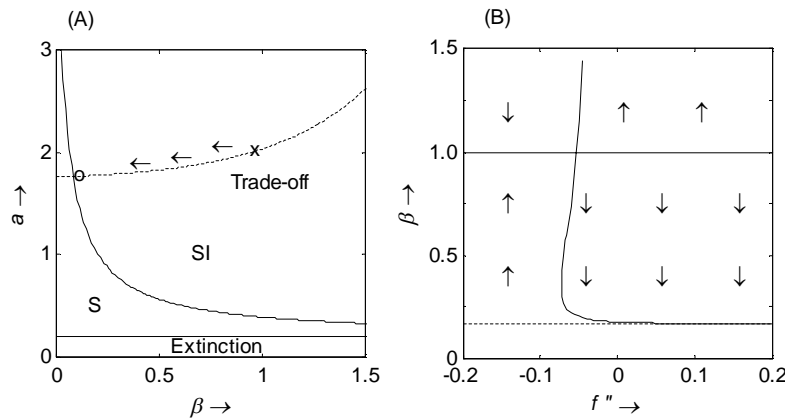 (A)
(B)
3
2
1
0
a →
x
o
Trade-off
SI
S
Extinction
0
0.5
1
1.5
β →
1.5
1.0
0.5
0
β →
-0.2
-0.1
0
0.1
0.2
f " →